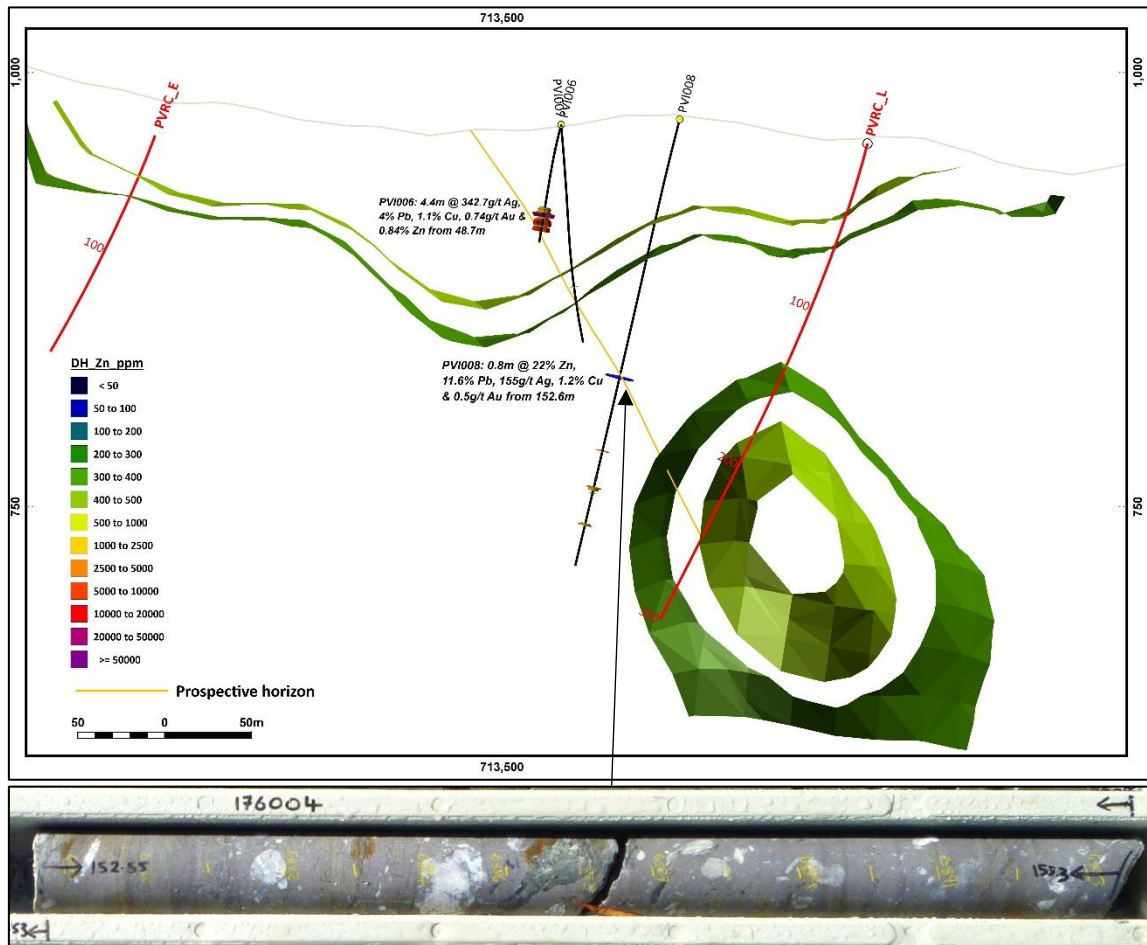 713,500
1,000
1,000
PVRC_E
PVI001
PVI006
PVI008
PVRC_L
PVI006: 4.4m @ 342.7g/t Ag,
4% Pb, 1.1% Cu, 0.74g/t Au &
0.84% Zn from 48.7m
100
100
PVI008: 0.8m @ 22% Zn,
11.6% Pb, 155g/t Ag, 1.2% Cu
& 0.5g/t Au from 152.6m
DH_Zn_ppm
< 50
50 to 100
100 to 200
200 to 300
300 to 400
400 to 500
500 to 1000
1000 to 2500
2500 to 5000
5000 to 10000
10000 to 20000
20000 to 50000
>= 50000
200
750
750
Prospective horizon
50 0 50m
713,500
176004
152.55
153.3
53